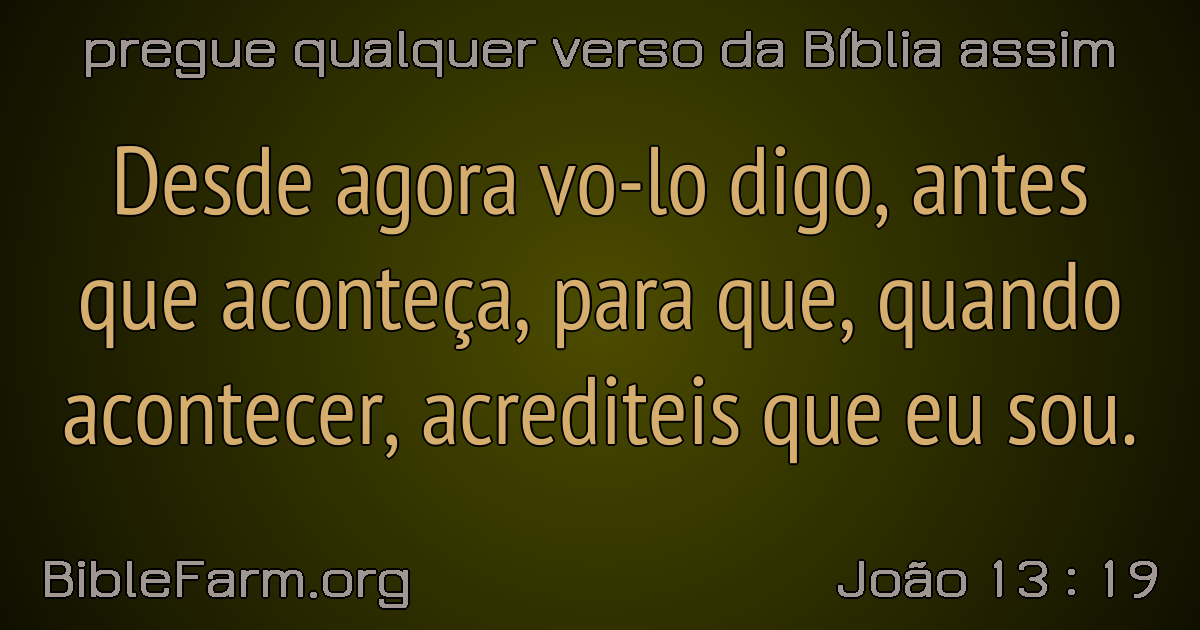 pregue qualquer verso da Bíblia assim
Desde agora vo-lo digo, antes
que aconteça, para que, quando
acontecer, acrediteis que eu sou.
BibleFarm.org
João 13 : 19